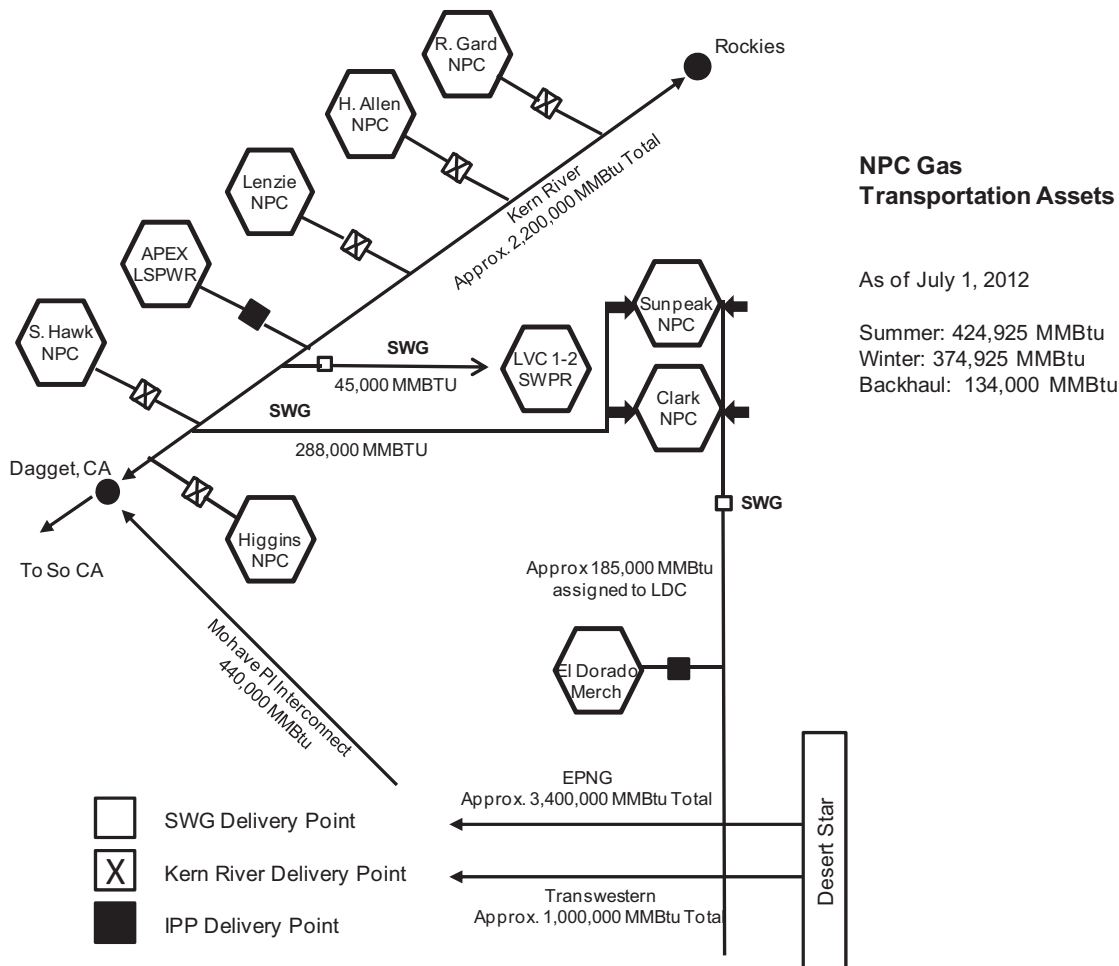 R. Gard
NPC
Rockies
H. Allen
NPC
Kern River
Approx. 2,200,000 MMBtu Total
Lenzie
NPC
APEX
LSPWR
S. Hawk
NPC
SWG
45,000 MMBTU
LVC 1-2
SWPR
SWG
288,000 MMBTU
Sunpeak
NPC
Clark
NPC
NPC Gas
Transportation Assets
As of July 1, 2012
Summer: 424,925 MMBtu
Winter: 374,925 MMBtu
Backhaul: 134,000 MMBtu
Dagget, CA
To So CA
Higgins
NPC
SWG
Approx 185,000 MMBtu
assigned to LDC
El Dorado
Merch
Mohave Pl Interconnect
440,000 MMBtu
EPNG
Approx. 3,400,000 MMBtu Total
Transwestern
Approx. 1,000,000 MMBtu Total
Desert Star
SWG Delivery Point
X Kern River Delivery Point
IPP Delivery Point